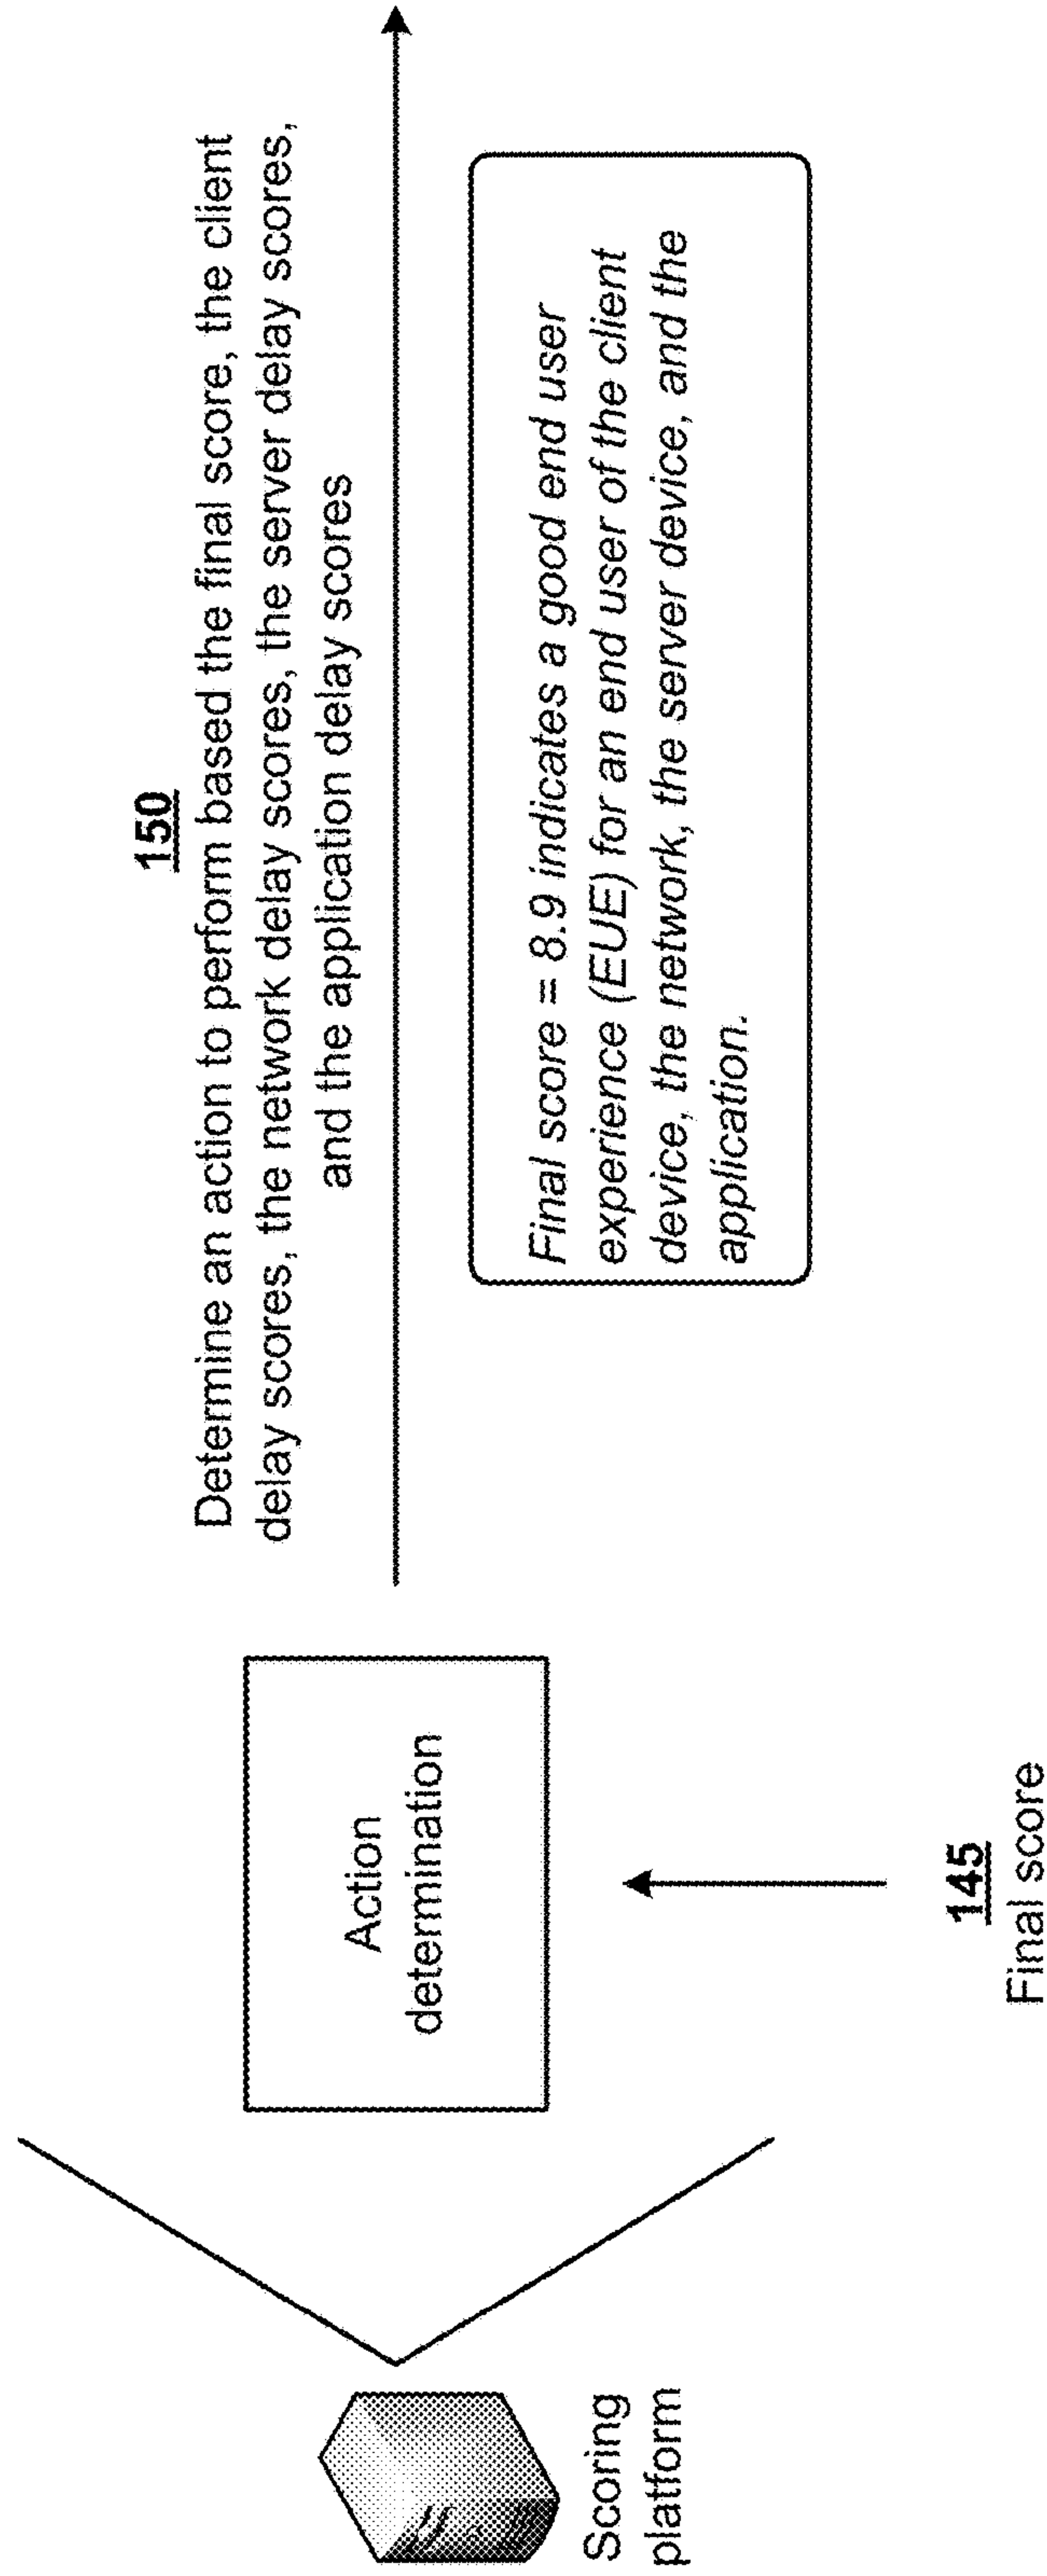 150
Determine an action to perform based the final score, the client
delay scores, the network delay scores, the server delay scores,
and the application delay scores
Action
determination
Scoring
platform
Final score = 8.9 indicates a good end user
experience (EUE) for an end user of the client
device, the network, the server device, and the
application.
145
Final score